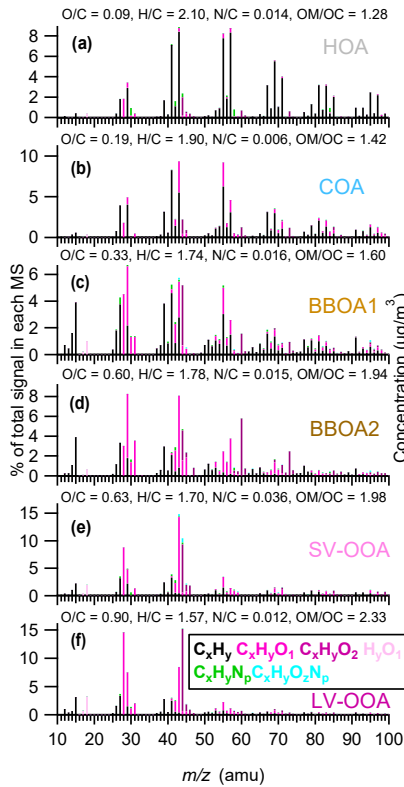 O/C = 0.09, H/C = 2.10, N/C = 0.014, OM/OC = 1.28
(a)
HOA
8
6
4
2
0
O/C = 0.19, H/C = 1.90, N/C = 0.006, OM/OC = 1.42
(b)
COA
10
5
0
O/C = 0.33, H/C = 1.74, N/C = 0.016, OM/OC = 1.60
(c)
BBOA1
6
4
2
0
O/C = 0.60, H/C = 1.78, N/C = 0.015, OM/OC = 1.94
(d)
BBOA2
8
6
4
2
0
O/C = 0.63, H/C = 1.70, N/C = 0.036, OM/OC = 1.98
(e)
SV-OOA
15
10
5
0
O/C = 0.90, H/C = 1.57, N/C = 0.012, OM/OC = 2.33
(f)
15
10
5
0
CxHy CxHyO1 CxHyO2 HyO1
CxHyNp CxHyOzNp
LV-OOA
10 20 30 40 50 60 70 80 90 100
m/z (amu)
% of total signal in each MS
Concentration (µg m⁻³